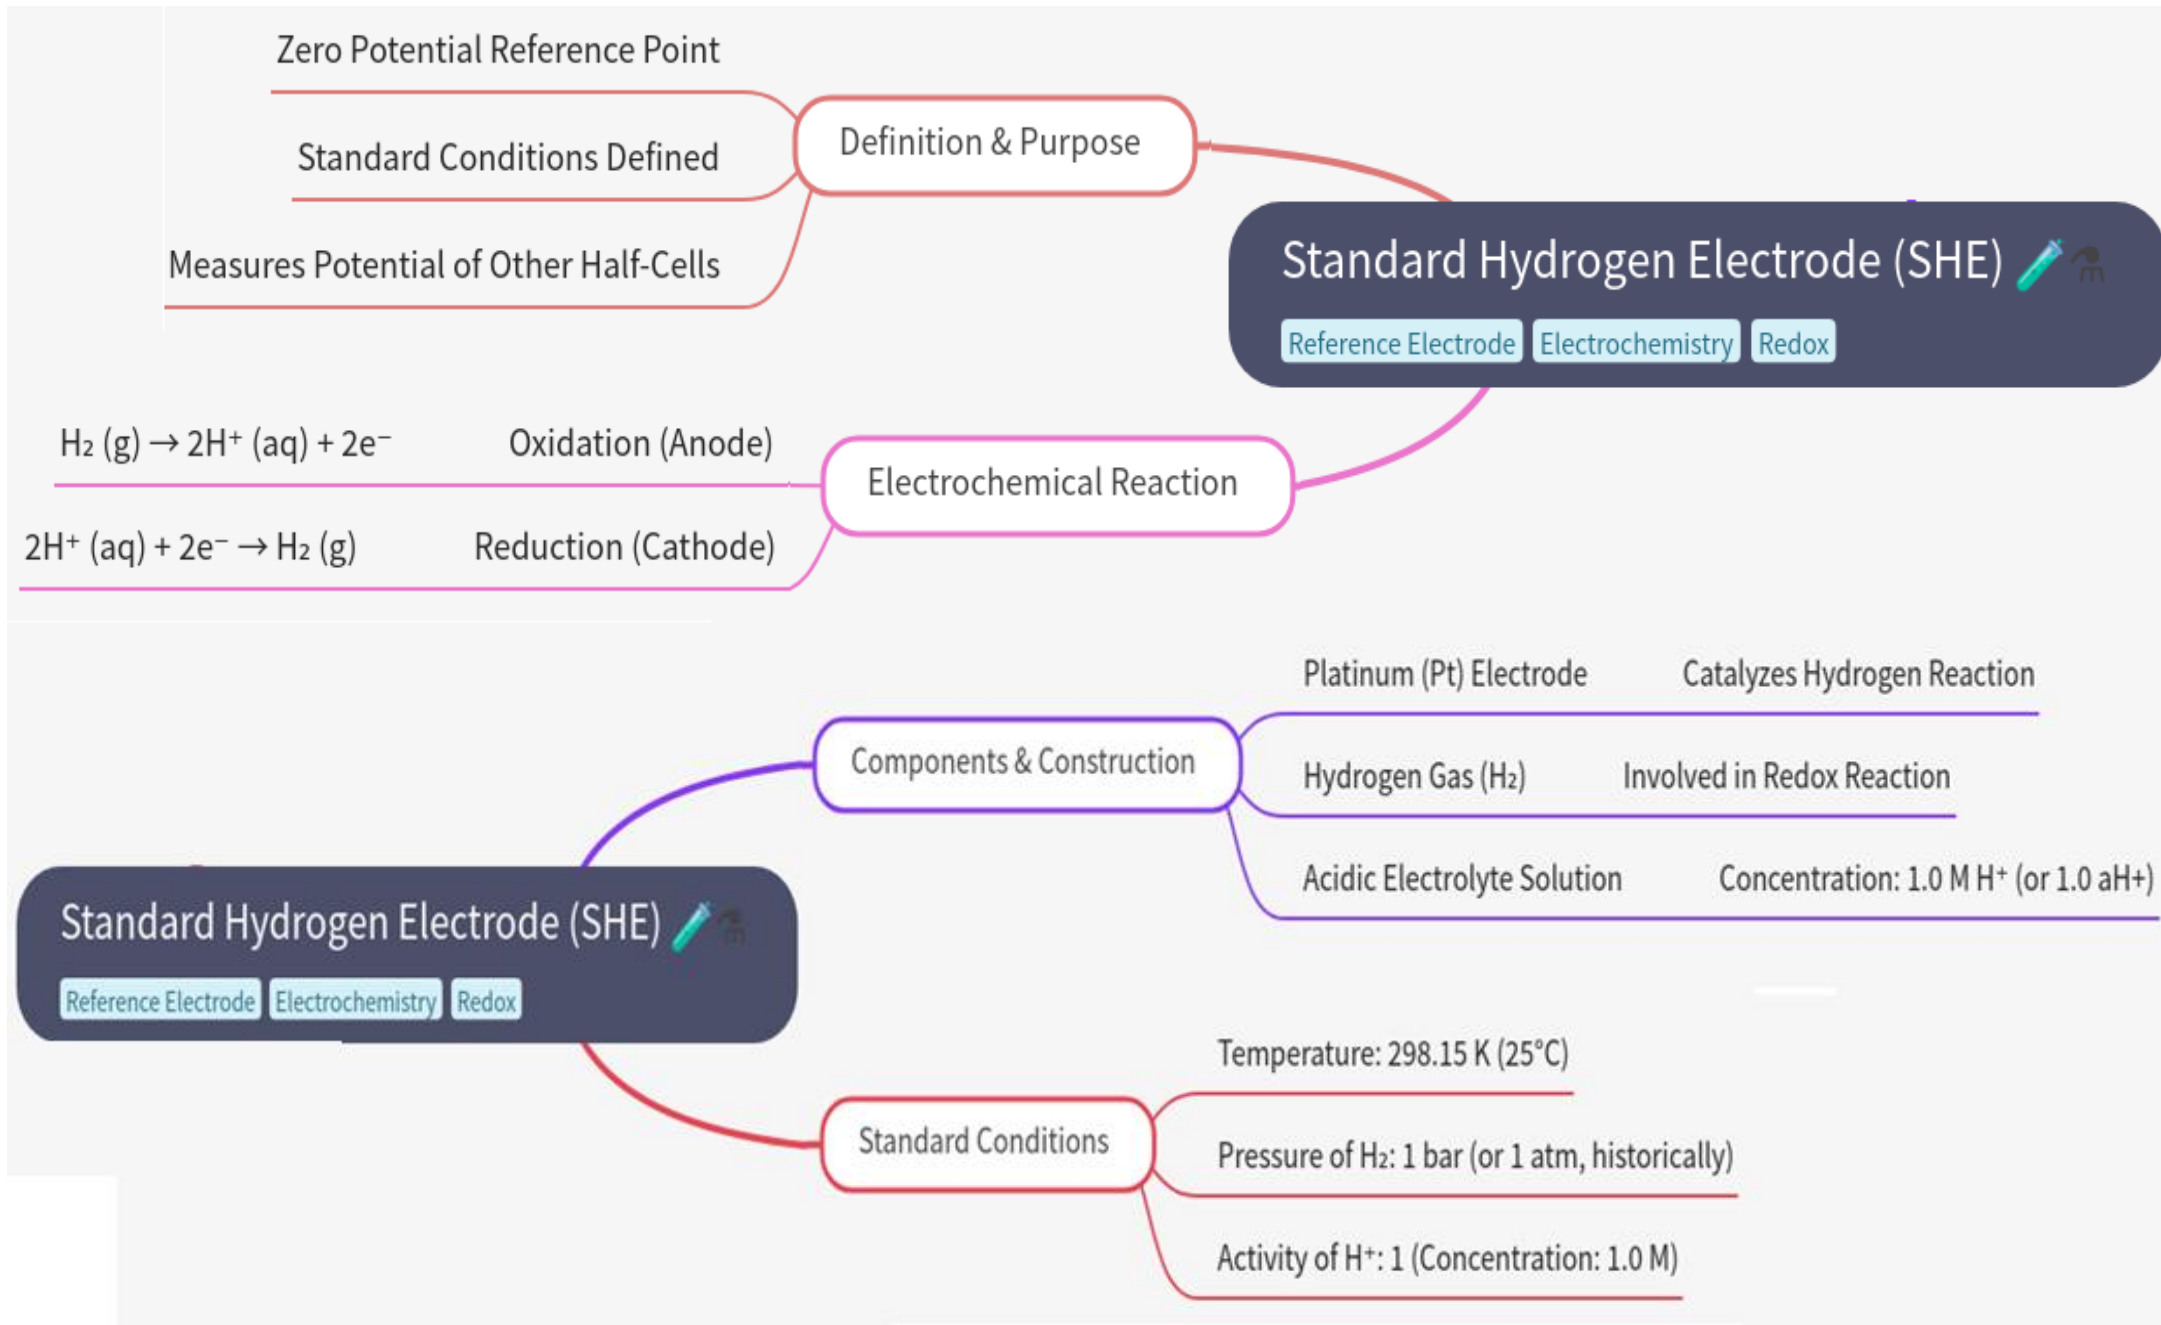 Zero Potential Reference Point
Standard Conditions Defined
Measures Potential of Other Half-Cells
Definition & Purpose
Standard Hydrogen Electrode (SHE) 🧪⚗
Reference Electrode Electrochemistry Redox
H₂ (g) → 2H⁺ (aq) + 2e⁻ Oxidation (Anode)
2H⁺ (aq) + 2e⁻ → H₂ (g) Reduction (Cathode)
Electrochemical Reaction
Standard Hydrogen Electrode (SHE) 🧪⚗
Reference Electrode Electrochemistry Redox
Components & Construction
Platinum (Pt) Electrode Catalyzes Hydrogen Reaction
Hydrogen Gas (H₂) Involved in Redox Reaction
Acidic Electrolyte Solution Concentration: 1.0 M H⁺ (or 1.0 aH+)
Standard Conditions
Temperature: 298.15 K (25°C)
Pressure of H₂: 1 bar (or 1 atm, historically)
Activity of H⁺: 1 (Concentration: 1.0 M)